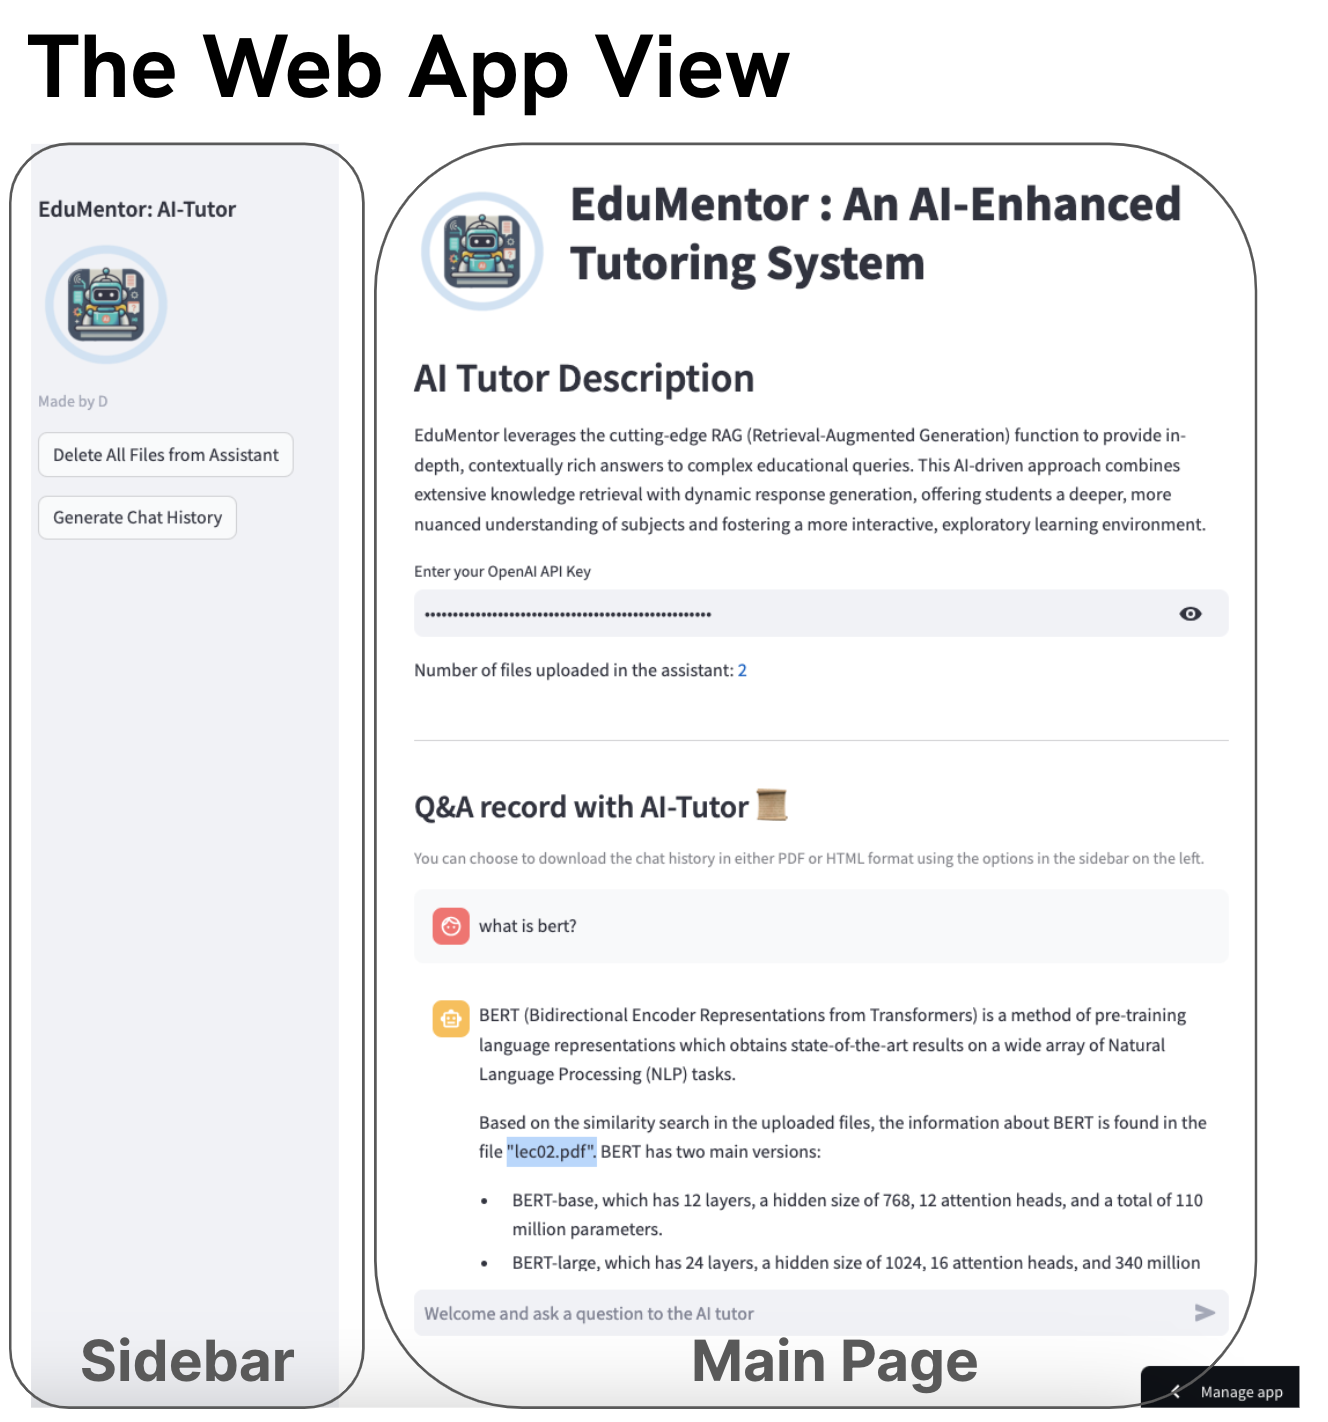 The Web App View
EduMentor: AI-Tutor
Made by D
Delete All Files from Assistant
Generate Chat History
Sidebar
EduMentor : An AI-Enhanced
Tutoring System
AI Tutor Description
EduMentor leverages the cutting-edge RAG (Retrieval-Augmented Generation) function to provide in-
depth, contextually rich answers to complex educational queries. This AI-driven approach combines
extensive knowledge retrieval with dynamic response generation, offering students a deeper, more
nuanced understanding of subjects and fostering a more interactive, exploratory learning environment.
Enter your OpenAI API Key
Number of files uploaded in the assistant: 2
Q&A record with AI-Tutor
You can choose to download the chat history in either PDF or HTML format using the options in the sidebar on the left.
what is bert?
BERT (Bidirectional Encoder Representations from Transformers) is a method of pre-training
language representations which obtains state-of-the-art results on a wide array of Natural
Language Processing (NLP) tasks.
Based on the similarity search in the uploaded files, the information about BERT is found in the
file "lec02.pdf". BERT has two main versions:
• BERT-base, which has 12 layers, a hidden size of 768, 12 attention heads, and a total of 110
million parameters.
• BERT-large, which has 24 layers, a hidden size of 1024, 16 attention heads, and 340 million
Welcome and ask a question to the AI tutor
Main Page
Manage app